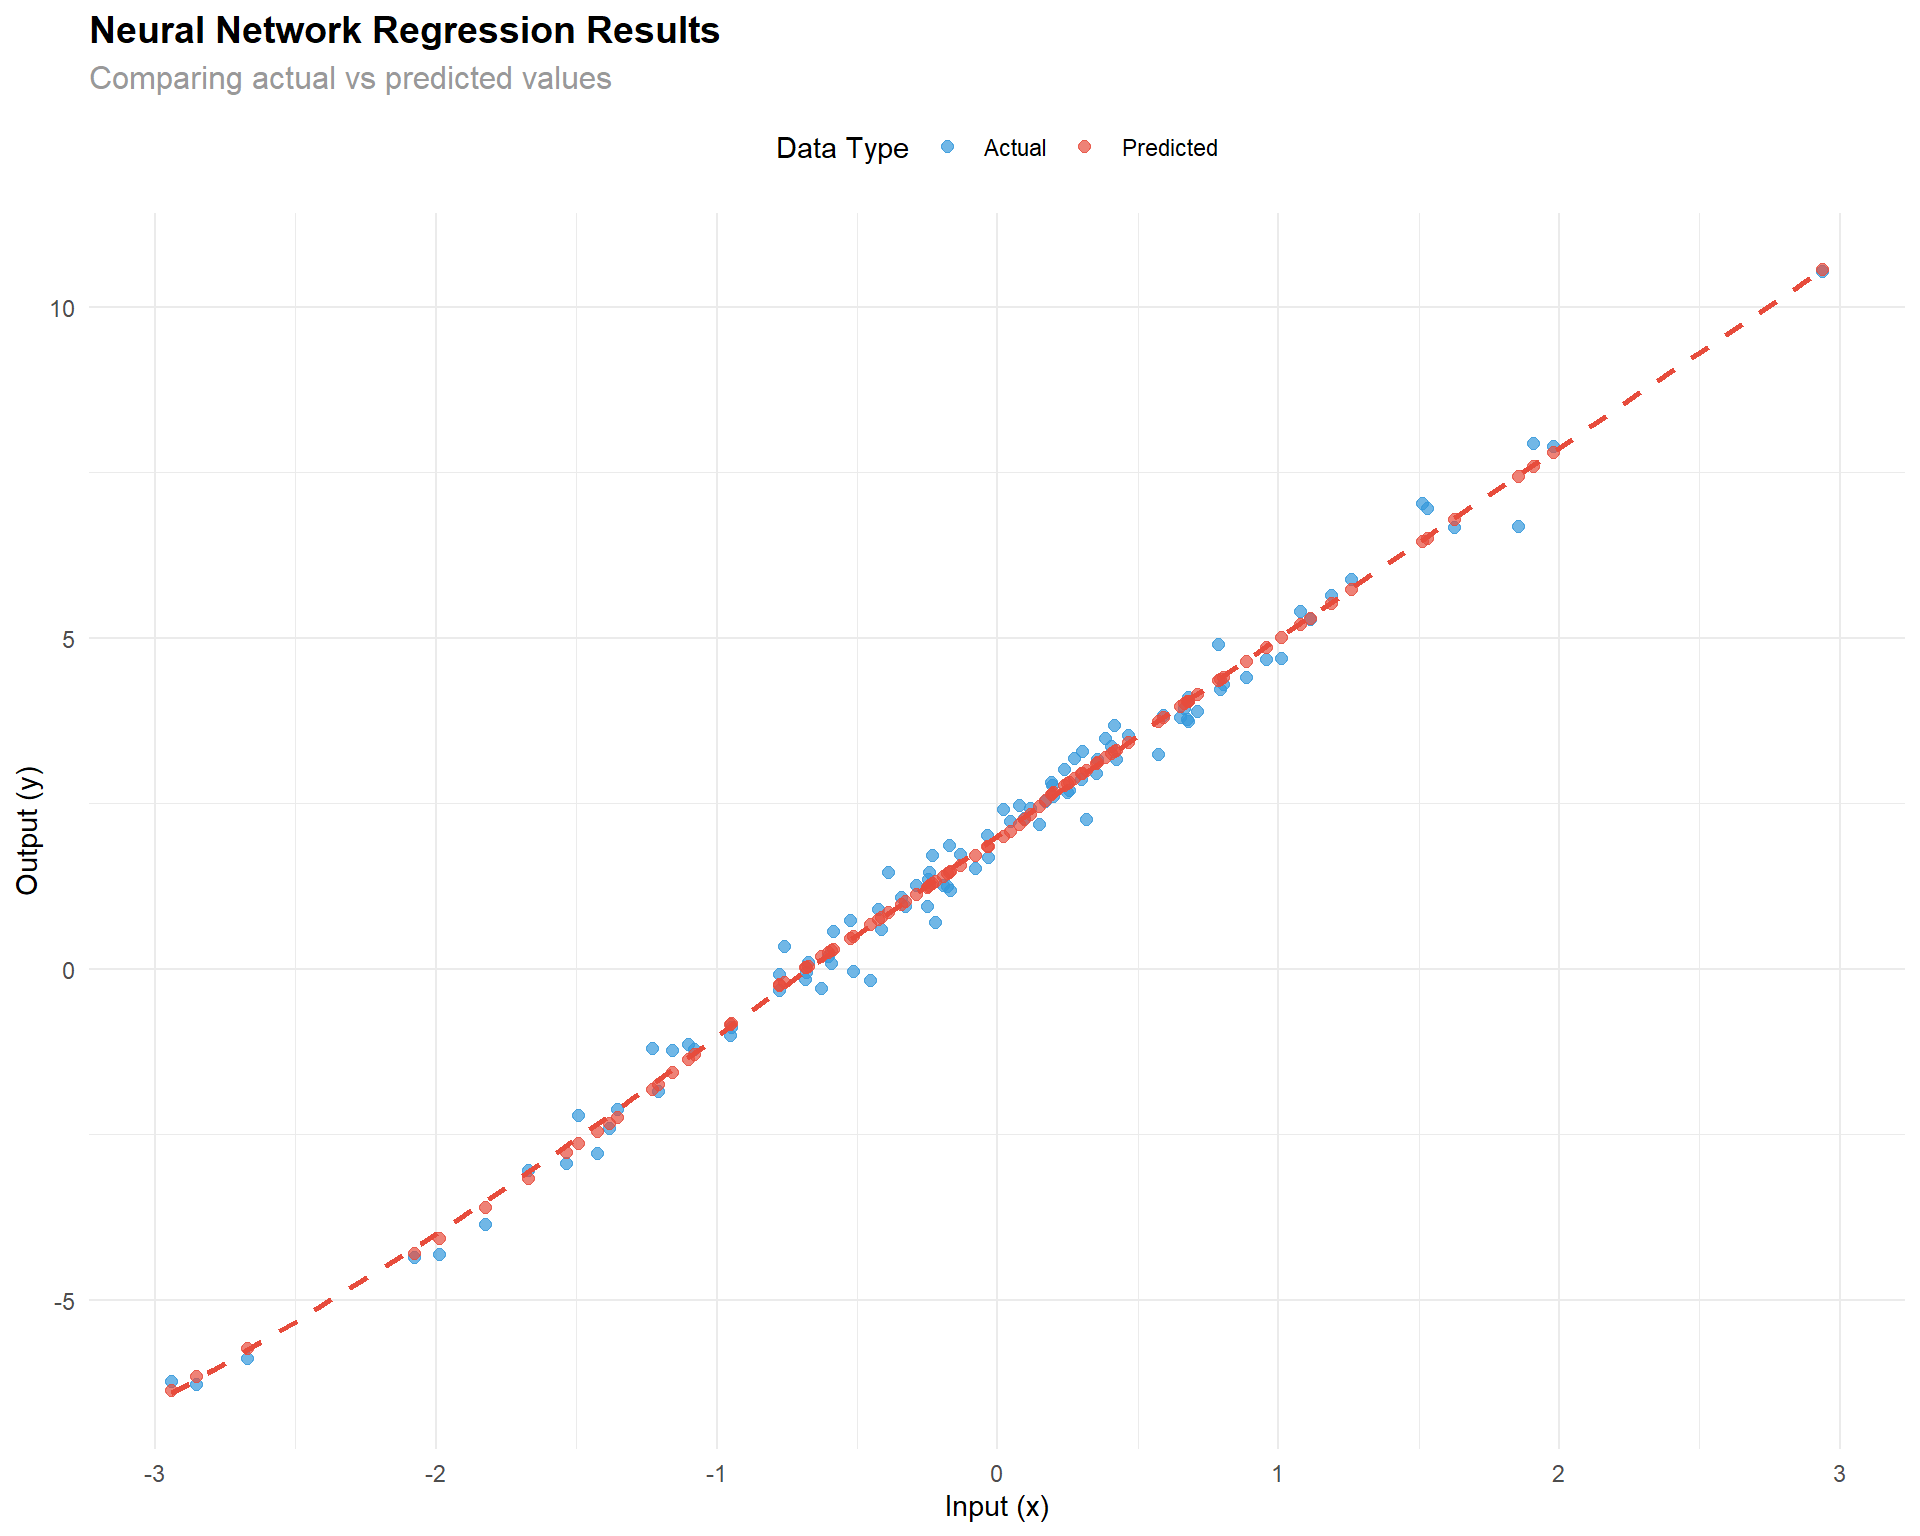 Neural Network Regression Results
Comparing actual vs predicted values
Data Type Actual Predicted
10
5
0
-5
Output (y)
-3 -2 -1 0 1 2 3
Input (x)